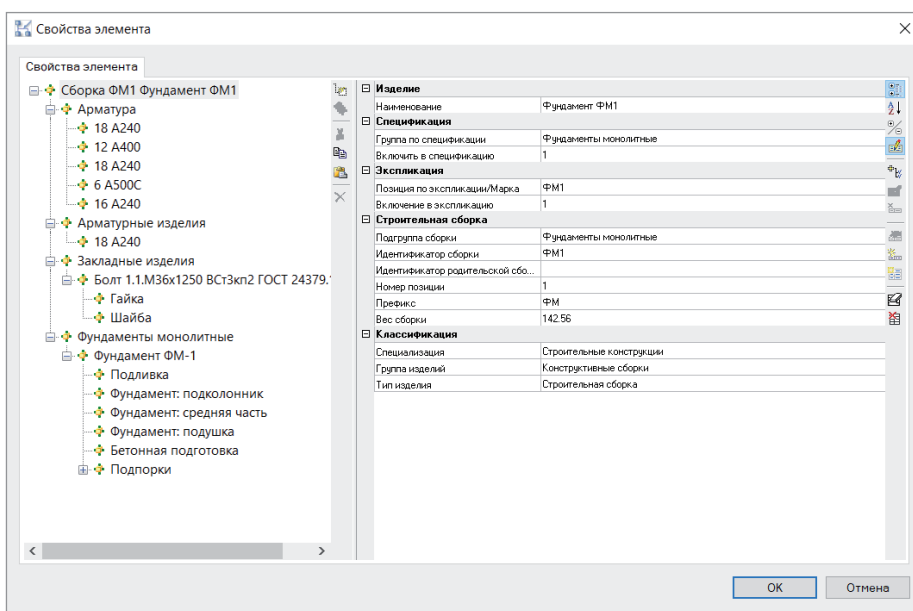 Свойства элемента
Свойства элемента
Сборка ФМ1 Фундамент ФМ1
Арматура
18 А240
12 А400
18 А240
6 А500С
16 А240
Арматурные изделия
18 А240
Закладные изделия
Болт 1.1.М36х1250 ВСт3кп2 ГОСТ 24379.
Гайка
Шайба
Фундаменты монолитные
Фундамент ФМ-1
Подливка
Фундамент: подколонник
Фундамент: средняя часть
Фундамент: подушка
Бетонная подготовка
Подпорки
Изделие
Наименование Фундамент ФМ1
Спецификация
Группа по спецификации Фундаменты монолитные
Включить в спецификацию 1
Экспликация
Позиция по экспликации/Марка ФМ1
Включение в экспликацию 1
Строительная сборка
Подгруппа сборки Фундаменты монолитные
Идентификатор сборки ФМ1
Идентификатор родительской сбо...
Номер позиции 1
Префикс ФМ
Вес сборки 142.56
Классификация
Специализация Строительные конструкции
Группа изделий Конструктивные сборки
Тип изделия Строительная сборка
OK Отмена